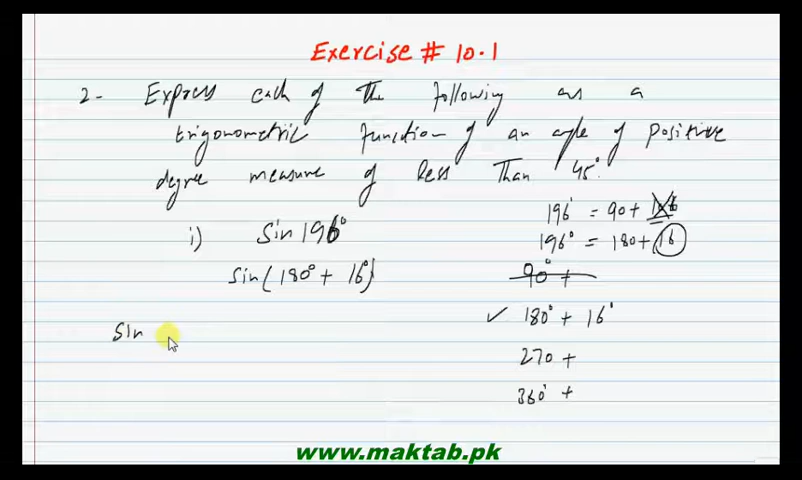 Exercise # 10.1
2- Express each of the following as a
trigonometric function of an angle of positive
degree measure of less than 45°.
i) Sin 196°
Sin(180° + 16°)
Sin
196° = 90 + 106
196° = 180 + 16
90° +
✓ 180° + 16°
270 +
360° +
www.maktab.pk